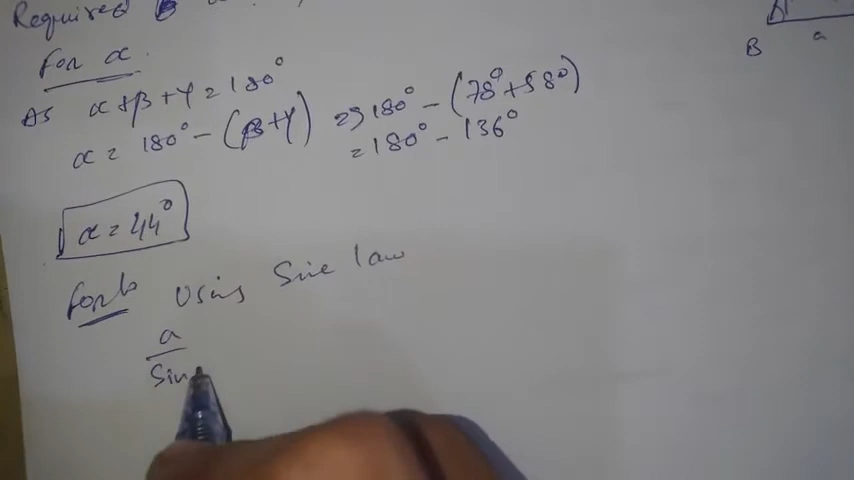 Required b
For α.
As α+β+γ=180°
α = 180° - (β+γ) => 180° - (78°+58°)
= 180° - 136°
α = 44°
For b Using Sine law
a
Sin
B a